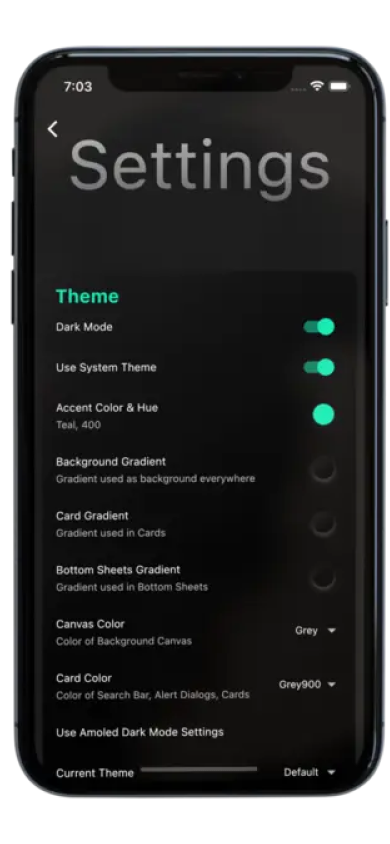 7:03
Settings
Theme
Dark Mode
Use System Theme
Accent Color & Hue
Teal, 400
Background Gradient
Gradient used as background everywhere
Card Gradient
Gradient used in Cards
Bottom Sheets Gradient
Gradient used in Bottom Sheets
Canvas Color
Color of Background Canvas
Grey
Card Color
Color of Search Bar, Alert Dialogs, Cards
Grey900
Use Amoled Dark Mode Settings
Current Theme
Default